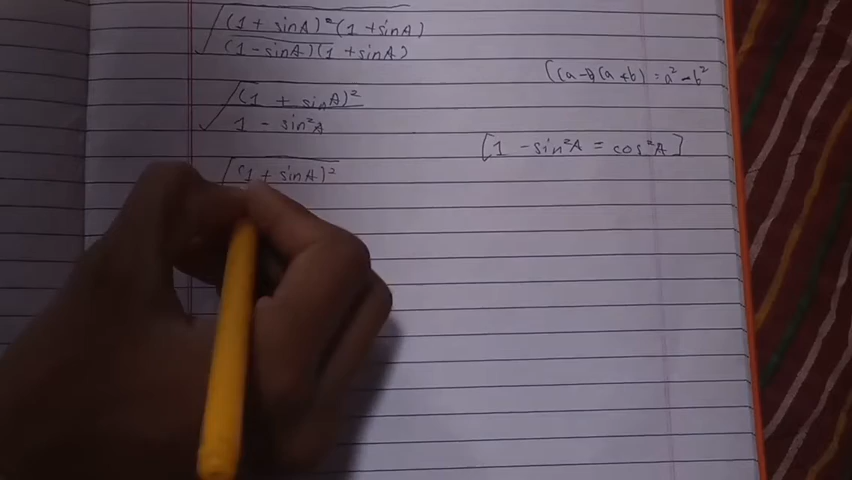 √(1 + sinA)²(1 + sinA)
(1 - sinA)(1 + sinA)
[(a-b)(a+b) = a² - b²
√(1 + sinA)²
1 - sin²A
[1 - sin²A = cos²A]
√(1 + sinA)²